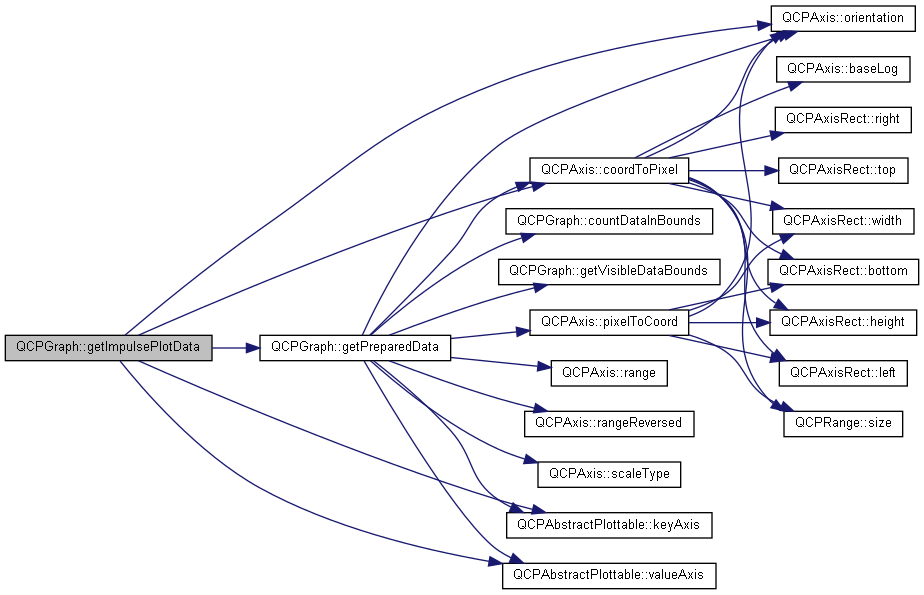 QCPAxis::orientation
QCPAxis::baseLog
QCPAxisRect::right
QCPAxis::coordToPixel
QCPAxisRect::top
QCPGraph::countDataInBounds
QCPAxisRect::width
QCPGraph::getVisibleDataBounds
QCPAxisRect::bottom
QCPAxis::pixelToCoord
QCPAxisRect::height
QCPGraph::getImpulsePlotData
QCPGraph::getPreparedData
QCPAxis::range
QCPAxisRect::left
QCPAxis::rangeReversed
QCPRange::size
QCPAxis::scaleType
QCPAbstractPlottable::keyAxis
QCPAbstractPlottable::valueAxis